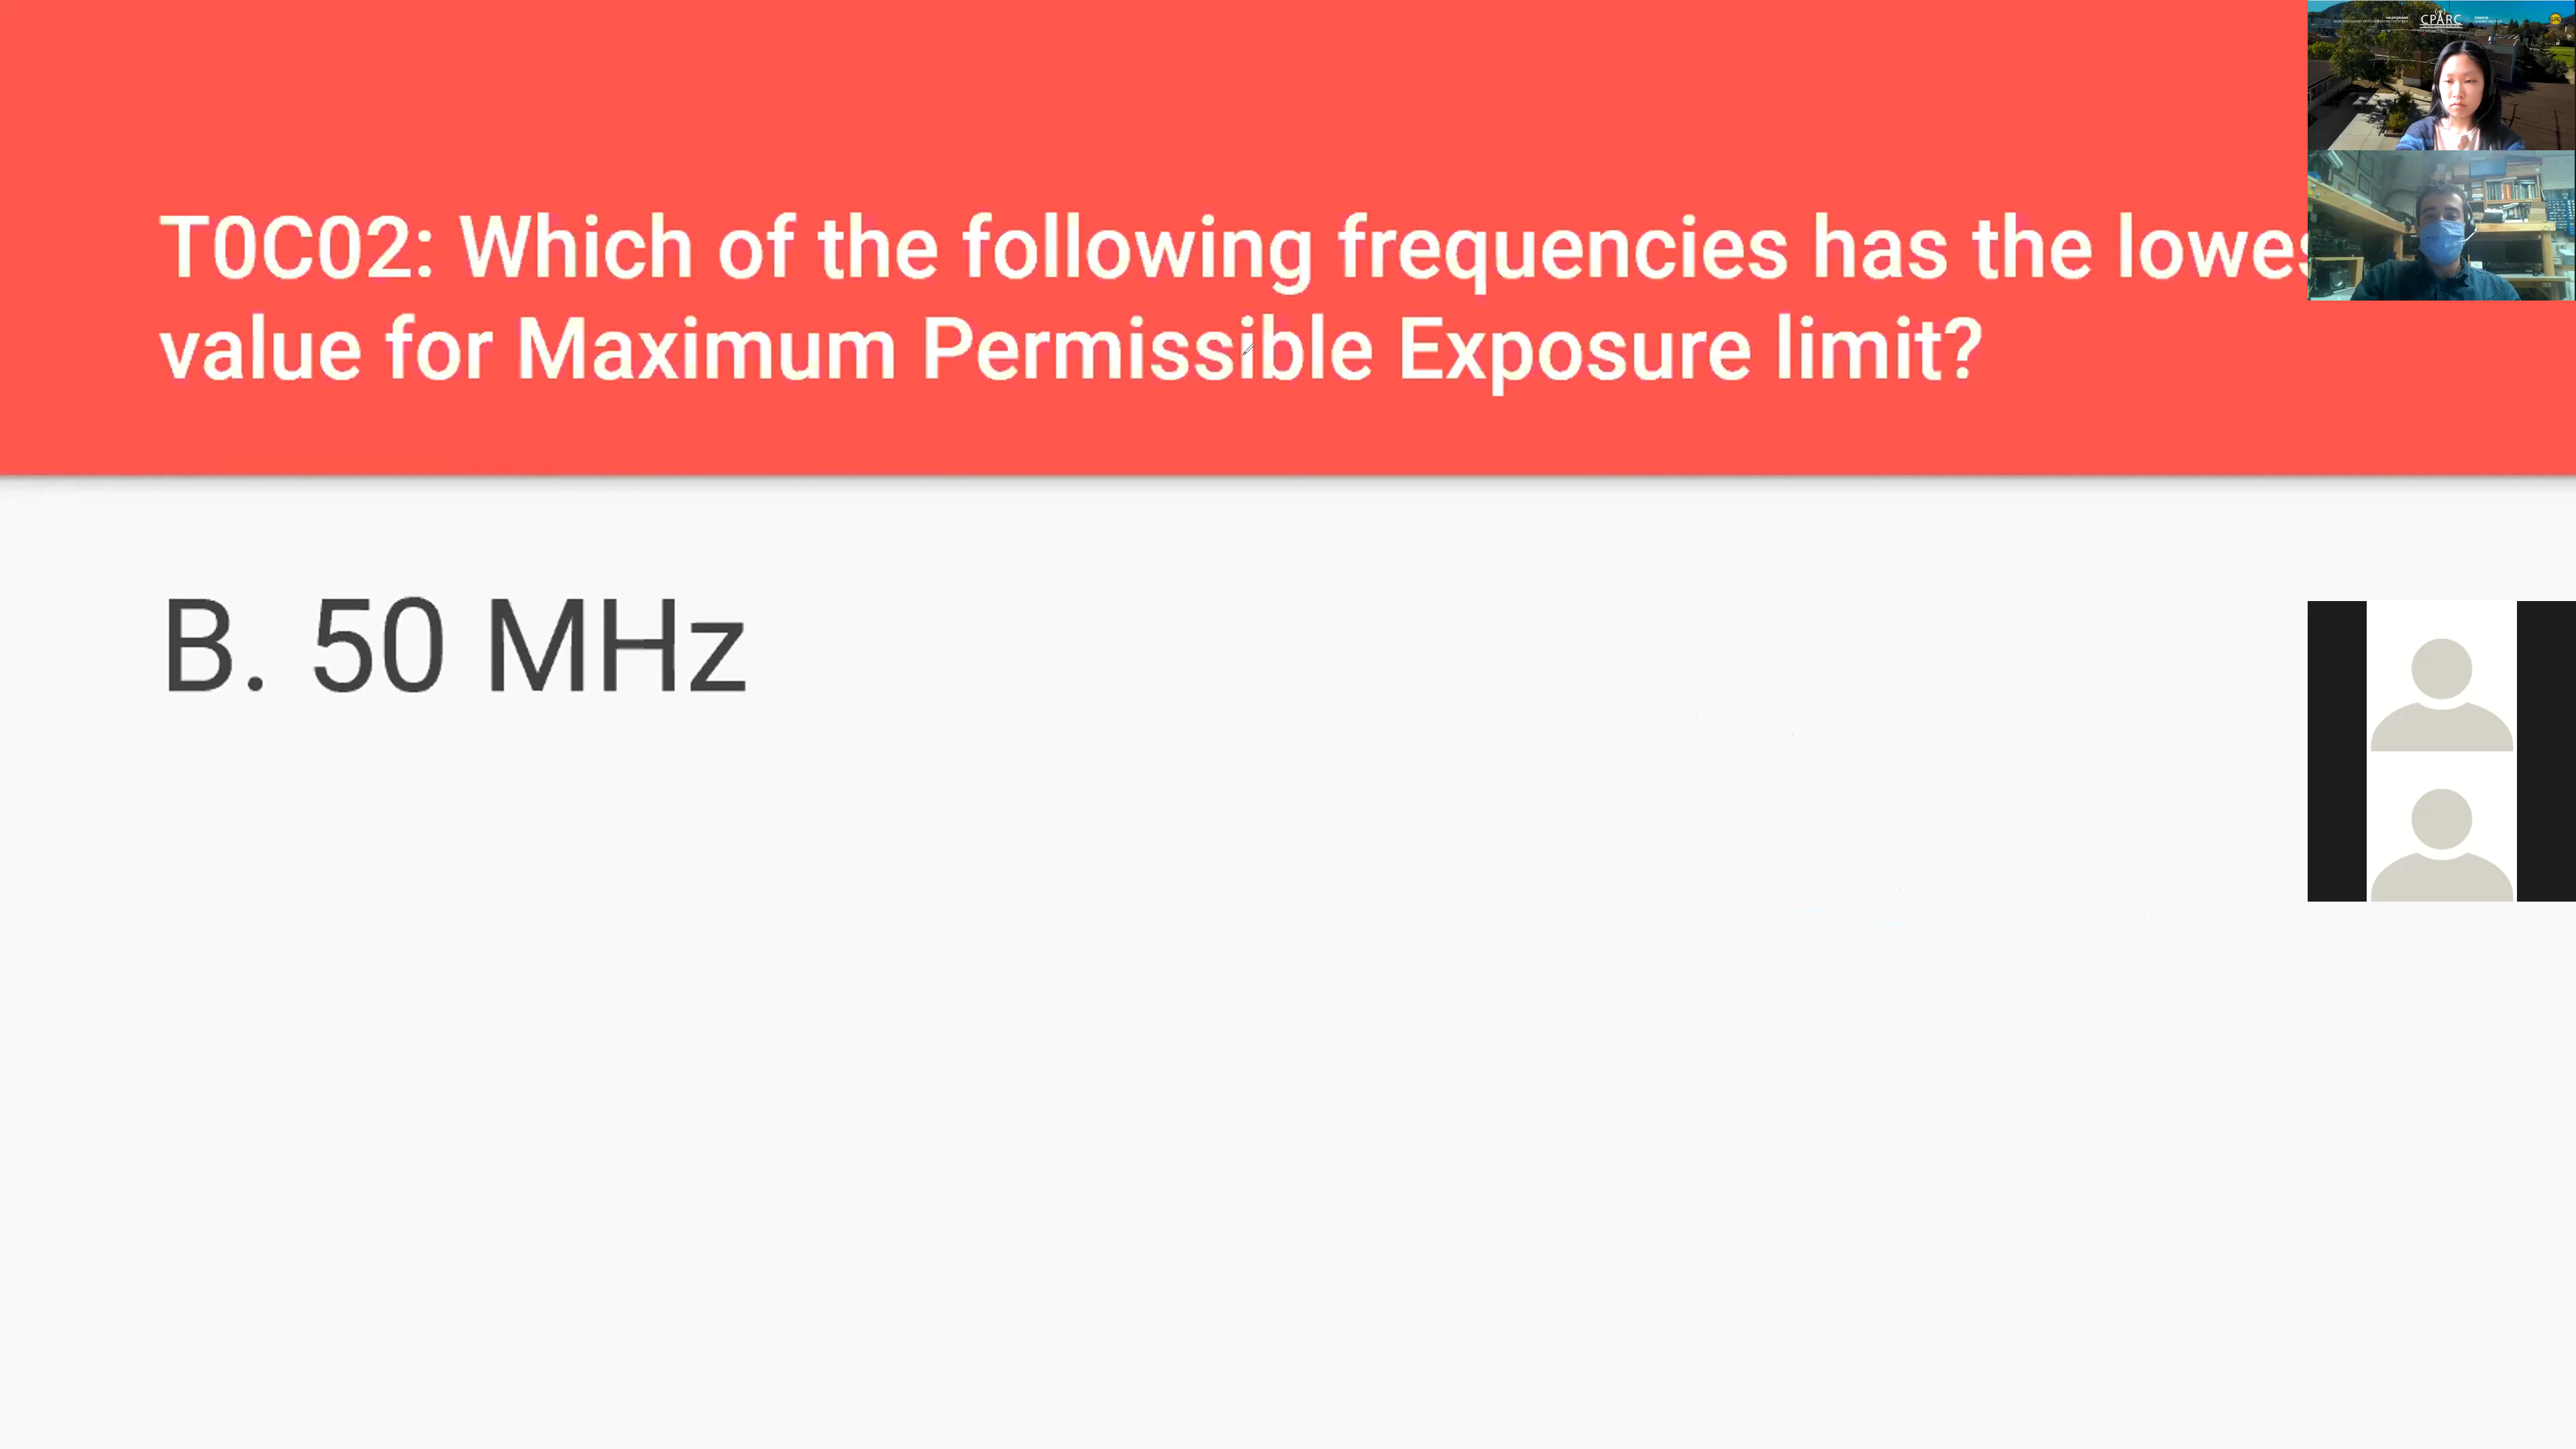 T0C02: Which of the following frequencies has the lowes
value for Maximum Permissible Exposure limit?
B. 50 MHz
CPARC